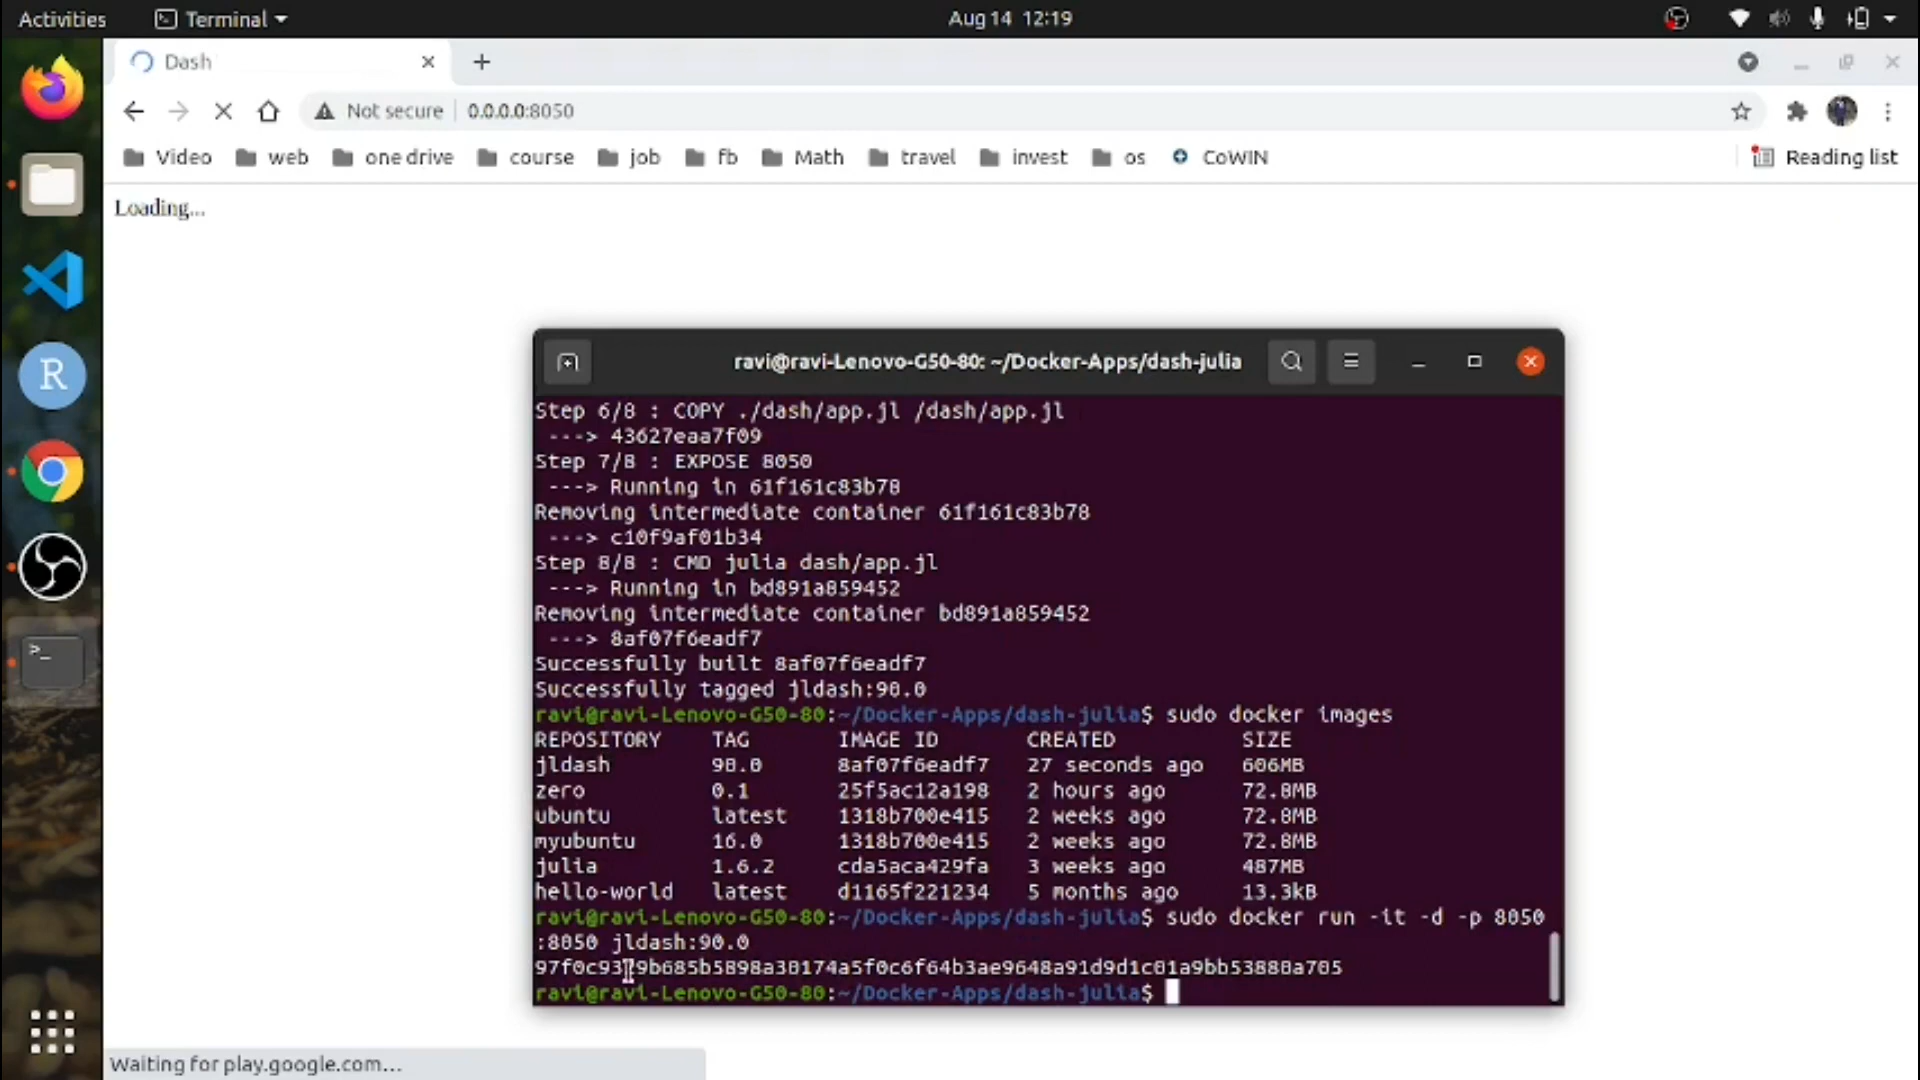 Activities Terminal Aug 14 12:19
Dash
Not secure 0.0.0.0:8050
Video web one drive course job fb Math travel invest os CoWIN Reading list
Loading...
ravi@ravi-Lenovo-G50-80: ~/Docker-Apps/dash-julia
Step 6/8 : COPY ./dash/app.jl /dash/app.jl
---> 43627eaa7f09
Step 7/8 : EXPOSE 8050
---> Running in 61f161c83b78
Removing intermediate container 61f161c83b78
---> c10f9af01b34
Step 8/8 : CMD julia dash/app.jl
---> Running in bd891a859452
Removing intermediate container bd891a859452
---> 8af07f6eadf7
Successfully built 8af07f6eadf7
Successfully tagged jldash:90.0
ravi@ravi-Lenovo-G50-80:~/Docker-Apps/dash-julia$ sudo docker images
REPOSITORY TAG IMAGE ID CREATED SIZE
jldash 90.0 8af07f6eadf7 27 seconds ago 606MB
zero 0.1 25f5ac12a198 2 hours ago 72.8MB
ubuntu latest 1318b700e415 2 weeks ago 72.8MB
myubuntu 16.0 1318b700e415 2 weeks ago 72.8MB
julia 1.6.2 cda5aca429fa 3 weeks ago 487MB
hello-world latest d1165f221234 5 months ago 13.3kB
ravi@ravi-Lenovo-G50-80:~/Docker-Apps/dash-julia$ sudo docker run -it -d -p 8050
:8050 jldash:90.0
ravi@ravi-Lenovo-G50-80:~/Docker-Apps/dash-julia$
Waiting for play.google.com...